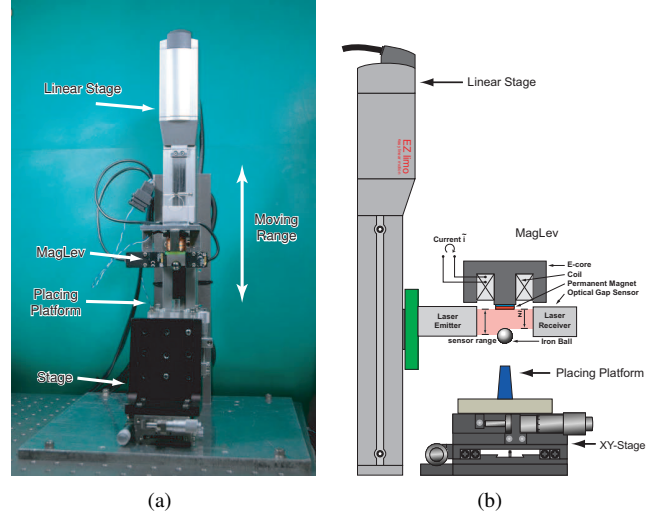 Linear Stage
Moving
Range
MagLev
Placing
Platform
Stage
(a)
Linear Stage
EZ limo
Current ĩ
MagLev
E-core
Coil
Permanent Magnet
Optical Gap Sensor
Laser
Emitter
z̃
Laser
Receiver
sensor range
Iron Ball
Placing Platform
XY-Stage
(b)